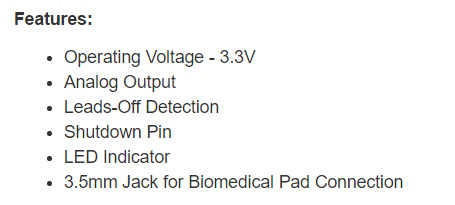 Features:
• Operating Voltage - 3.3V
• Analog Output
• Leads-Off Detection
• Shutdown Pin
• LED Indicator
• 3.5mm Jack for Biomedical Pad Connection